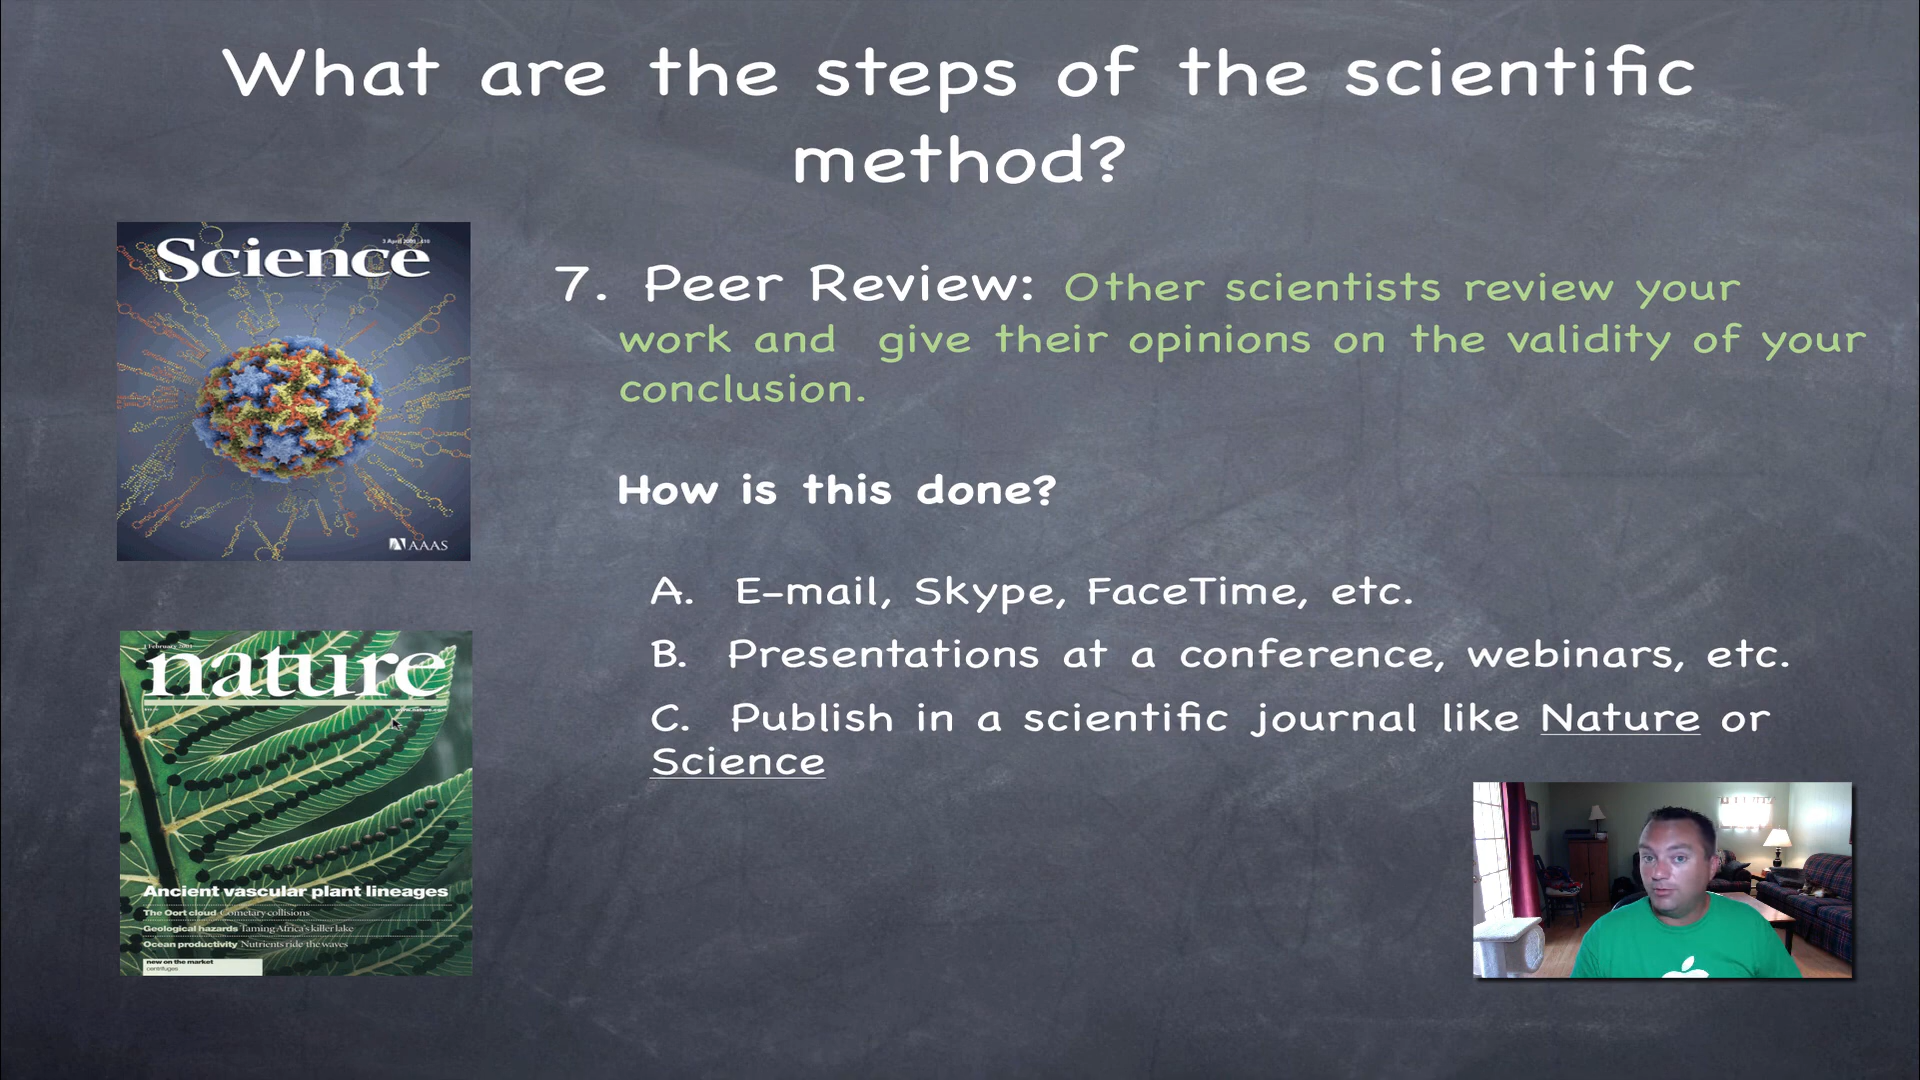 What are the steps of the scientific
method?
Science
AAAS
7. Peer Review: Other scientists review your
work and give their opinions on the validity of your
conclusion.
How is this done?
A. E-mail, Skype, FaceTime, etc.
B. Presentations at a conference, webinars, etc.
C. Publish in a scientific journal like Nature or
Science
nature
Ancient vascular plant lineages
The Oort cloud Cometary collisions
Geological hazards Taming Africa's killer lake
Ocean productivity Nutrients ride the waves
new on the market
centrifuges